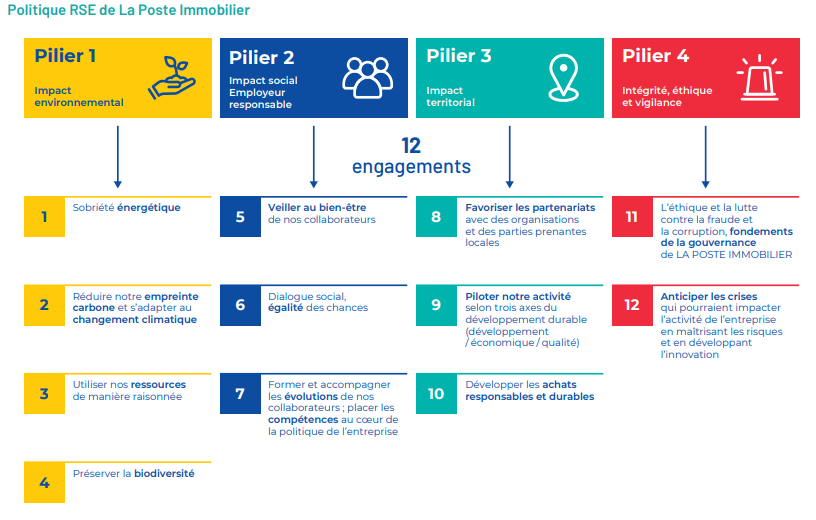 Politique RSE de La Poste Immobilier
Pilier 1
Impact
environnemental
Pilier 2
Impact social
Employeur
responsable
Pilier 3
Impact
territorial
Pilier 4
Intégrité, éthique
et vigilance
12
engagements
1
Sobriété énergétique
2
Réduire notre empreinte
carbone et s’adapter au
changement climatique
3
Utiliser nos ressources
de manière raisonnée
4
Préserver la biodiversité
5
Veiller au bien-être
de nos collaborateurs
6
Dialogue social,
égalité des chances
7
Former et accompagner
les évolutions de nos
collaborateurs ; placer les
compétences au cœur de
la politique de l’entreprise
8
Favoriser les partenariats
avec des organisations
et des parties prenantes
locales
9
Piloter notre activité
selon trois axes du
développement durable
(développement
/ économique / qualité)
10
Développer les achats
responsables et durables
11
L’éthique et la lutte
contre la fraude et
la corruption, fondements
de la gouvernance
de LA POSTE IMMOBILIER
12
Anticiper les crises
qui pourraient impacter
l’activité de l’entreprise
en maîtrisant les risques
et en développant
l’innovation